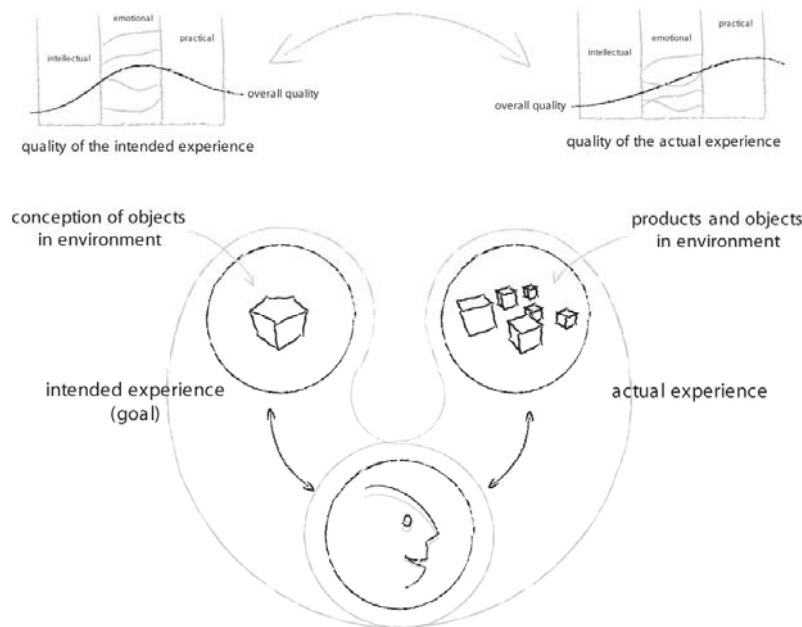 emotional
practical
intellectual
overall quality
quality of the intended experience
practical
emotional
intellectual
overall quality
quality of the actual experience
conception of objects
in environment
products and objects
in environment
intended experience
(goal)
actual experience